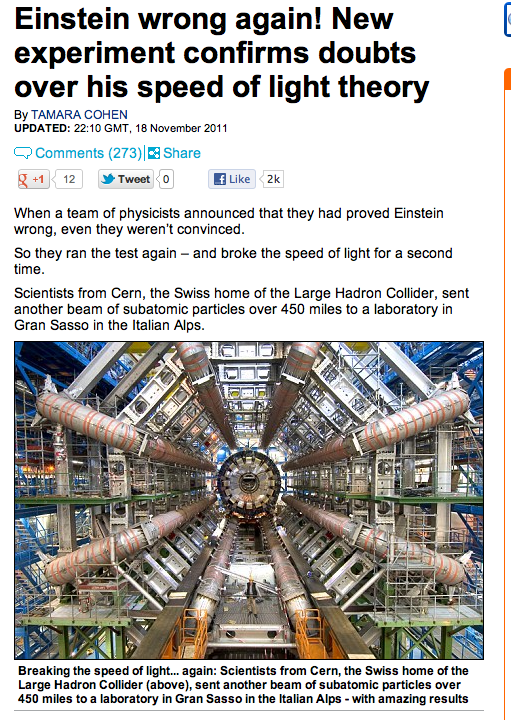 Einstein wrong again! New
experiment confirms doubts
over his speed of light theory
By TAMARA COHEN
UPDATED: 22:10 GMT, 18 November 2011
Comments (273) Share
+1 12 Tweet 0 Like 2k
When a team of physicists announced that they had proved Einstein
wrong, even they weren't convinced.
So they ran the test again – and broke the speed of light for a second
time.
Scientists from Cern, the Swiss home of the Large Hadron Collider, sent
another beam of subatomic particles over 450 miles to a laboratory in
Gran Sasso in the Italian Alps.
Breaking the speed of light... again: Scientists from Cern, the Swiss home of the
Large Hadron Collider (above), sent another beam of subatomic particles over
450 miles to a laboratory in Gran Sasso in the Italian Alps - with amazing results